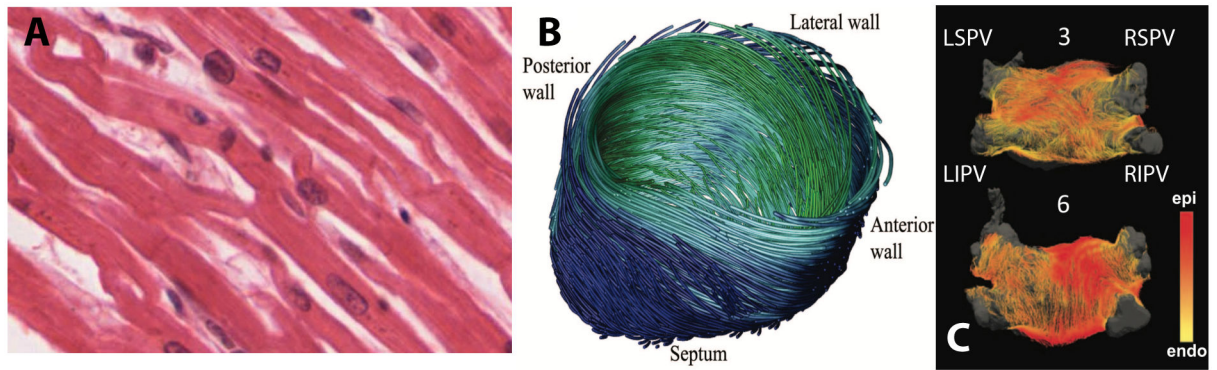 A
B
Lateral wall
Posterior
wall
Anterior
wall
Septum
LSPV 3 RSPV
LIPV RIPV
6
epi
endo
C